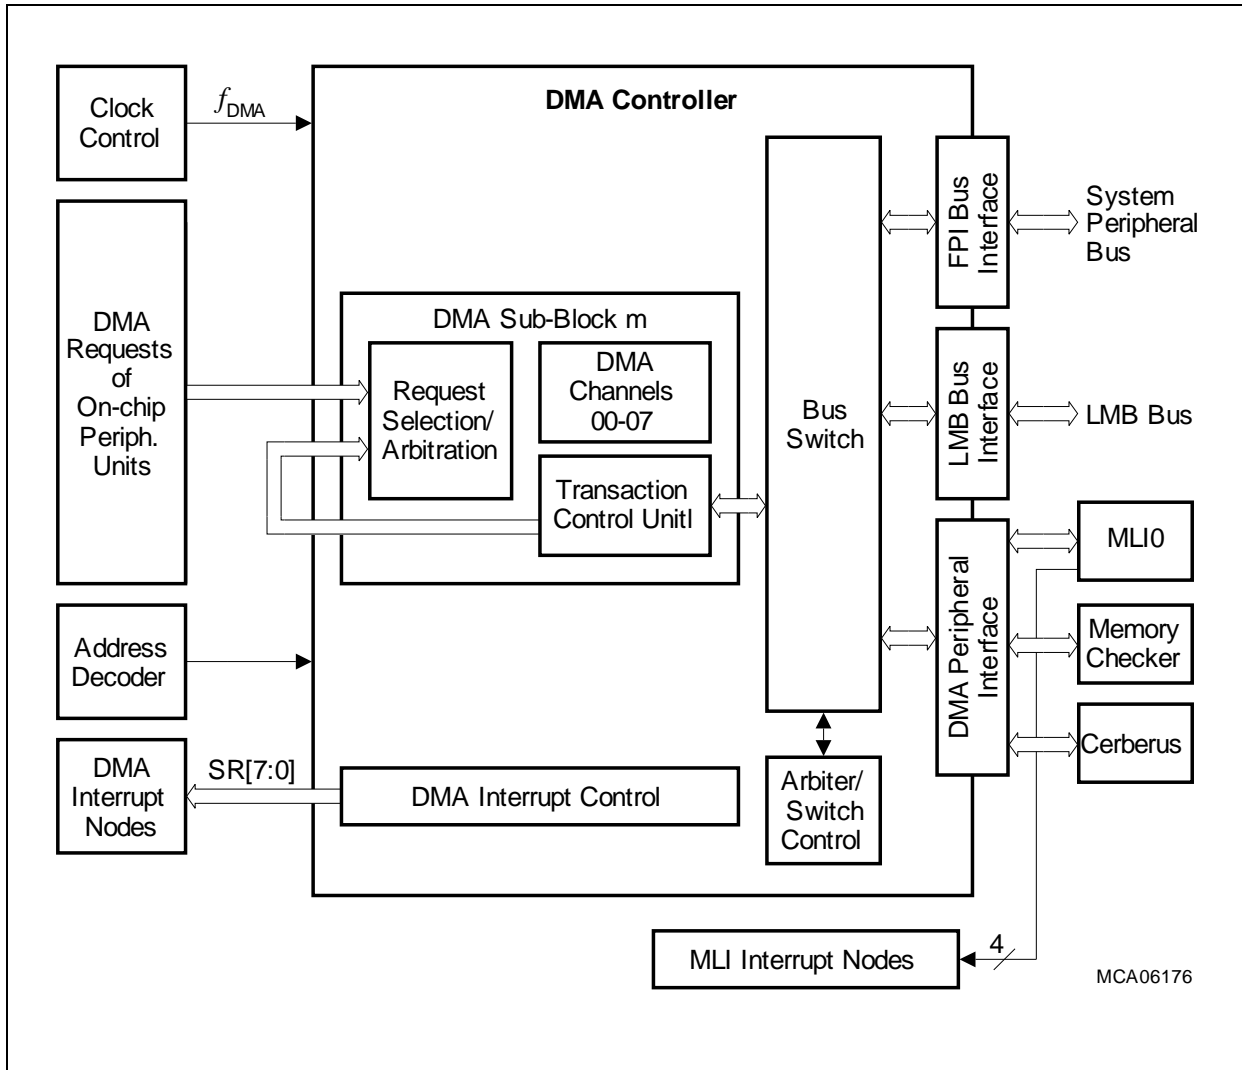 Clock
Control
fDMA
DMA Controller
DMA
Requests
of
On-chip
Periph.
Units
DMA Sub-Block m
Request
Selection/
Arbitration
DMA
Channels
00-07
Transaction
Control UnitI
Bus
Switch
FPI Bus
Interface
System
Peripheral
Bus
LMB Bus
Interface
LMB Bus
DMA Peripheral
Interface
MLI0
Memory
Checker
Cerberus
Address
Decoder
DMA
Interrupt
Nodes
SR[7:0]
DMA Interrupt Control
Arbiter/
Switch
Control
MLI Interrupt Nodes
4
MCA06176